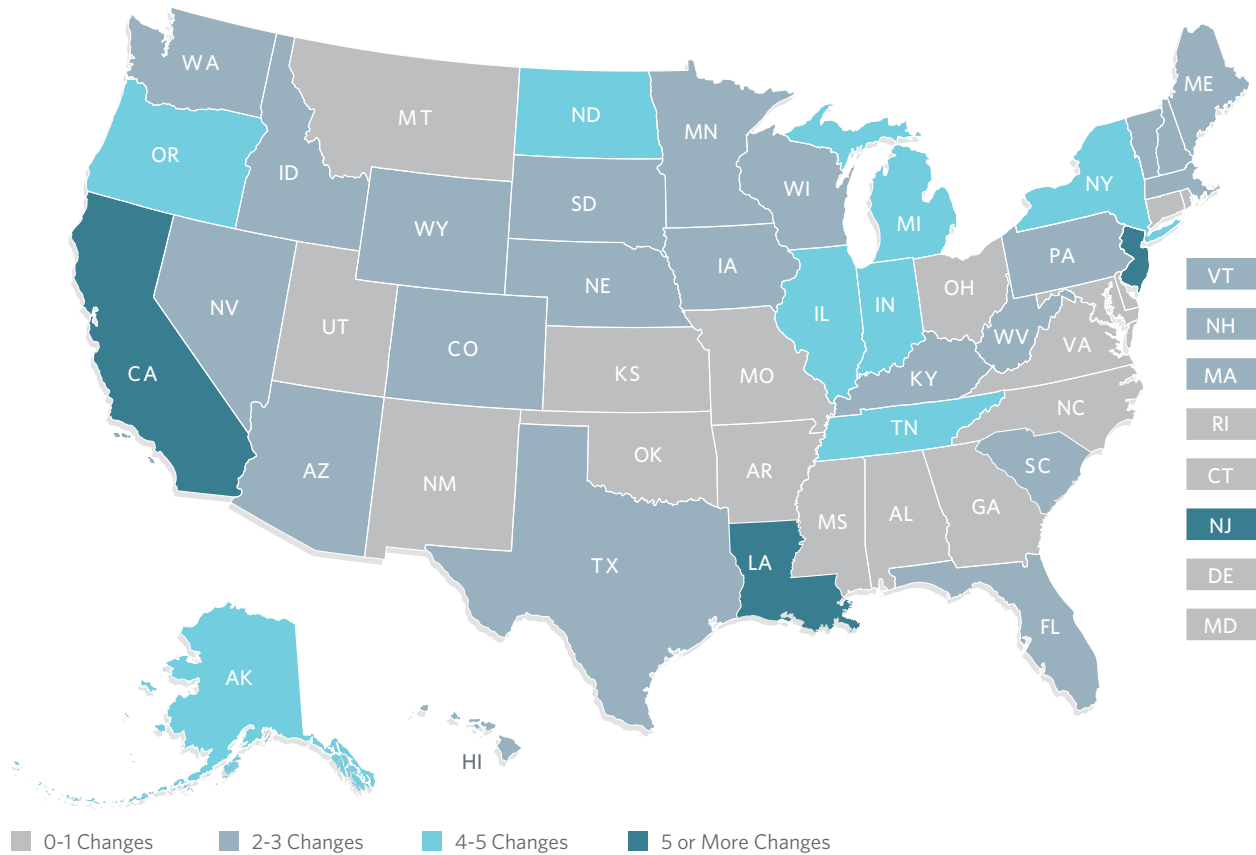 WA
ME
MT
ND
MN
OR
ID
WI
NY
SD
MI
WY
PA
IA
VT
NE
OH
NV
IL
IN
NH
UT
WV
CO
VA
CA
KS
MO
KY
MA
NC
RI
TN
OK
SC
AZ
AR
CT
NM
GA
MS
AL
NJ
LA
TX
DE
FL
MD
AK
HI
0-1 Changes
2-3 Changes
4-5 Changes
5 or More Changes